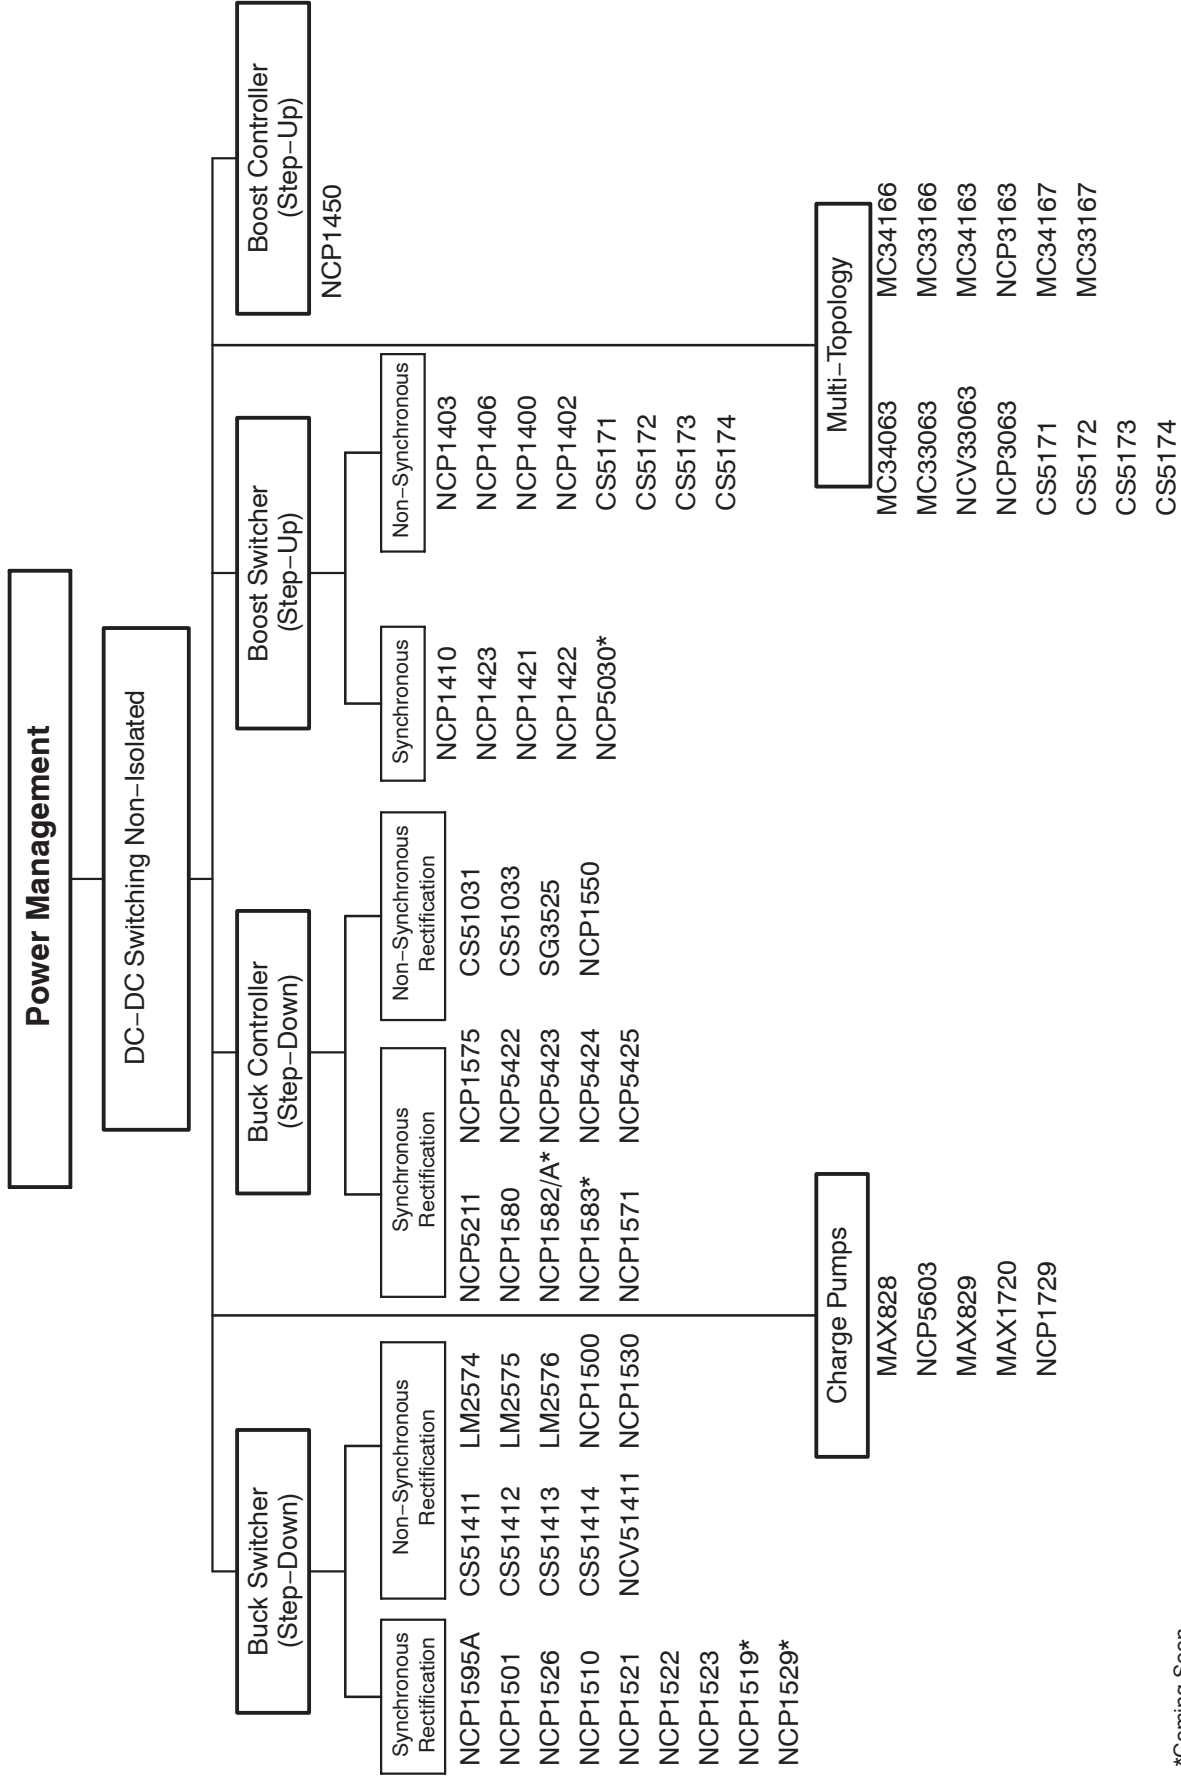 Power Management
DC–DC Switching Non–Isolated
Buck Switcher
(Step–Down)
Synchronous
Rectification
NCP1595A
NCP1501
NCP1526
NCP1510
NCP1521
NCP1522
NCP1523
NCP1519*
NCP1529*
Non–Synchronous
Rectification
CS51411 LM2574
CS51412 LM2575
CS51413 LM2576
CS51414 NCP1500
NCV51411 NCP1530
Buck Controller
(Step–Down)
Synchronous
Rectification
NCP5211 NCP1575
NCP1580 NCP5422
NCP1582/A* NCP5423
NCP1583* NCP5424
NCP1571 NCP5425
Non–Synchronous
Rectification
CS51031
CS51033
SG3525
NCP1550
Boost Switcher
(Step–Up)
Synchronous
NCP1410
NCP1423
NCP1421
NCP1422
NCP5030*
Non–Synchronous
NCP1403
NCP1406
NCP1400
NCP1402
CS5171
CS5172
CS5173
CS5174
Boost Controller
(Step–Up)
NCP1450
Charge Pumps
MAX828
NCP5603
MAX829
MAX1720
NCP1729
Multi–Topology
MC34063 MC34166
MC33063 MC33166
NCV33063 MC34163
NCP3063 NCP3163
CS5171 MC34167
CS5172 MC33167
CS5173
CS5174
*Coming Soon